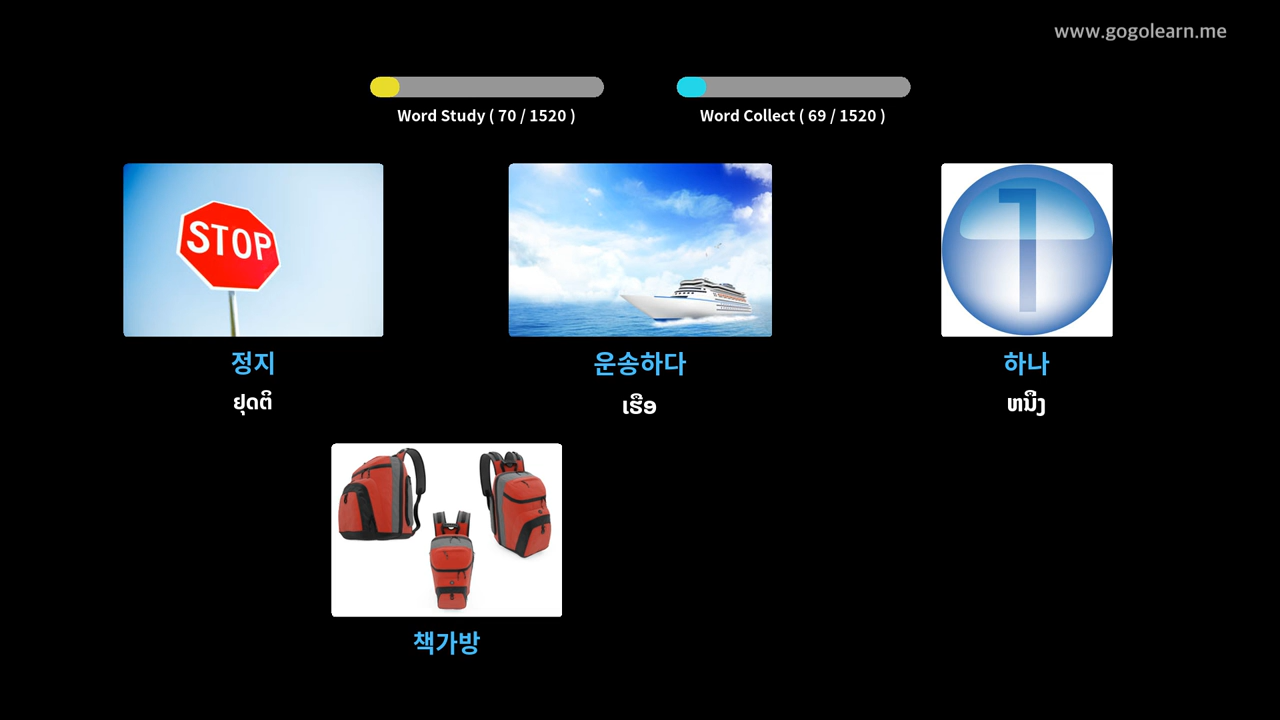 www.gogolearn.me
Word Study ( 70 / 1520 )
Word Collect ( 69 / 1520 )
STOP
1
정지
운송하다
하나
ຢຸດຕິ
ເຮືອ
ຫນຶ່ງ
책가방